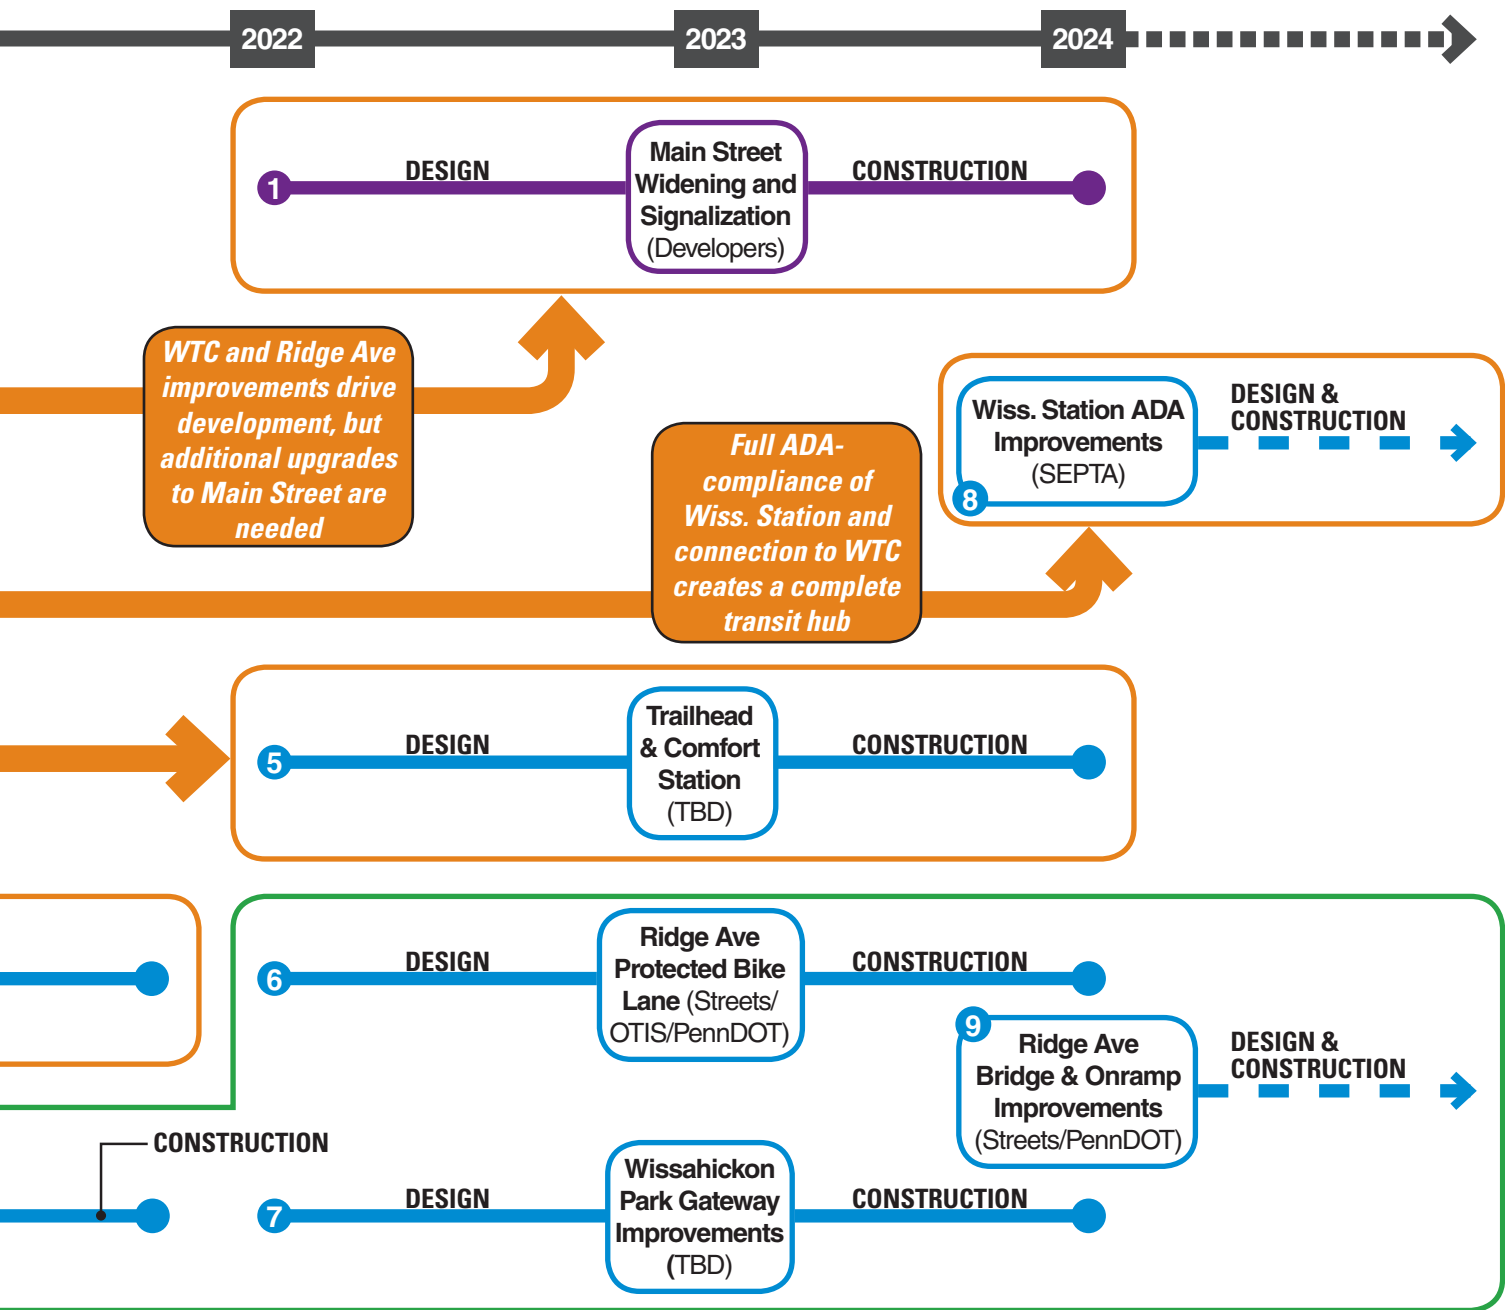 2022
2023
2024
1
DESIGN
Main Street
Widening and
Signalization
(Developers)
CONSTRUCTION
WTC and Ridge Ave
improvements drive
development, but
additional upgrades
to Main Street are
needed
Full ADA-
compliance of
Wiss. Station and
connection to WTC
creates a complete
transit hub
Wiss. Station ADA
Improvements
(SEPTA)
8
DESIGN &
CONSTRUCTION
5
DESIGN
Trailhead
& Comfort
Station
(TBD)
CONSTRUCTION
6
DESIGN
Ridge Ave
Protected Bike
Lane (Streets/
OTIS/PennDOT)
CONSTRUCTION
9
Ridge Ave
Bridge & Onramp
Improvements
(Streets/PennDOT)
DESIGN &
CONSTRUCTION
CONSTRUCTION
7
DESIGN
Wissahickon
Park Gateway
Improvements
(TBD)
CONSTRUCTION